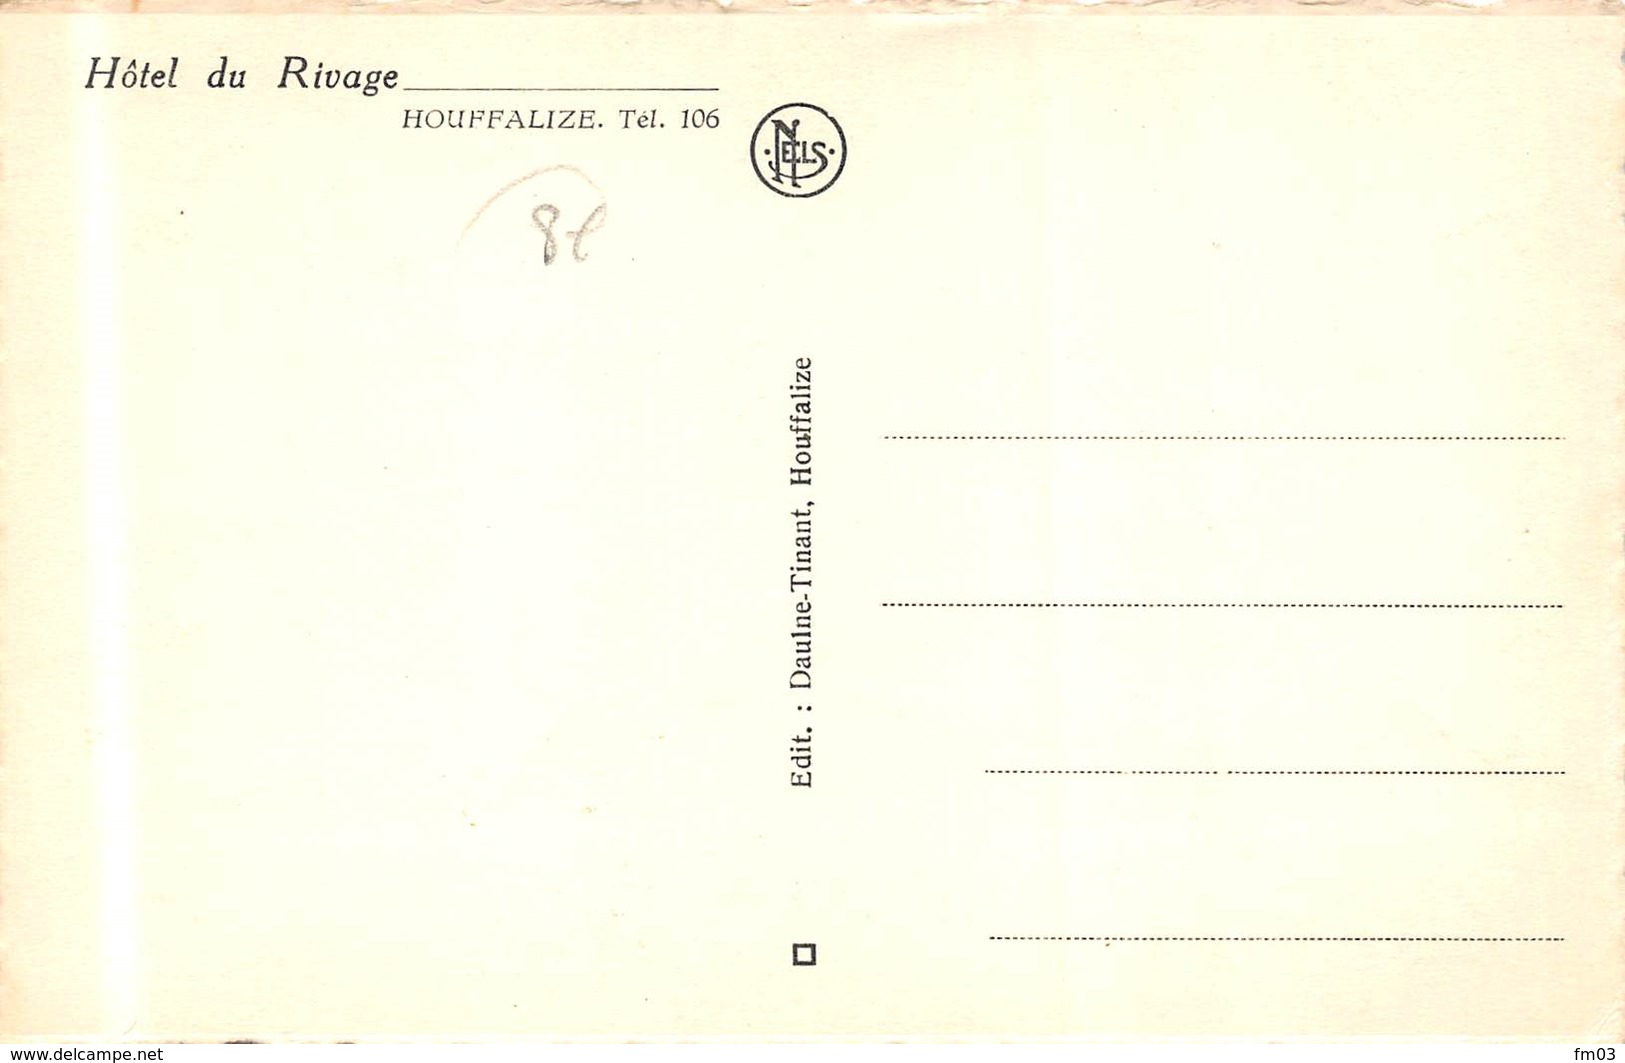 Hôtel du Rivage
HOUFFALIZE. Tél. 106
NELS
Edit. : Daulne-Tinant, Houffalize
www.delcampe.net
fm03